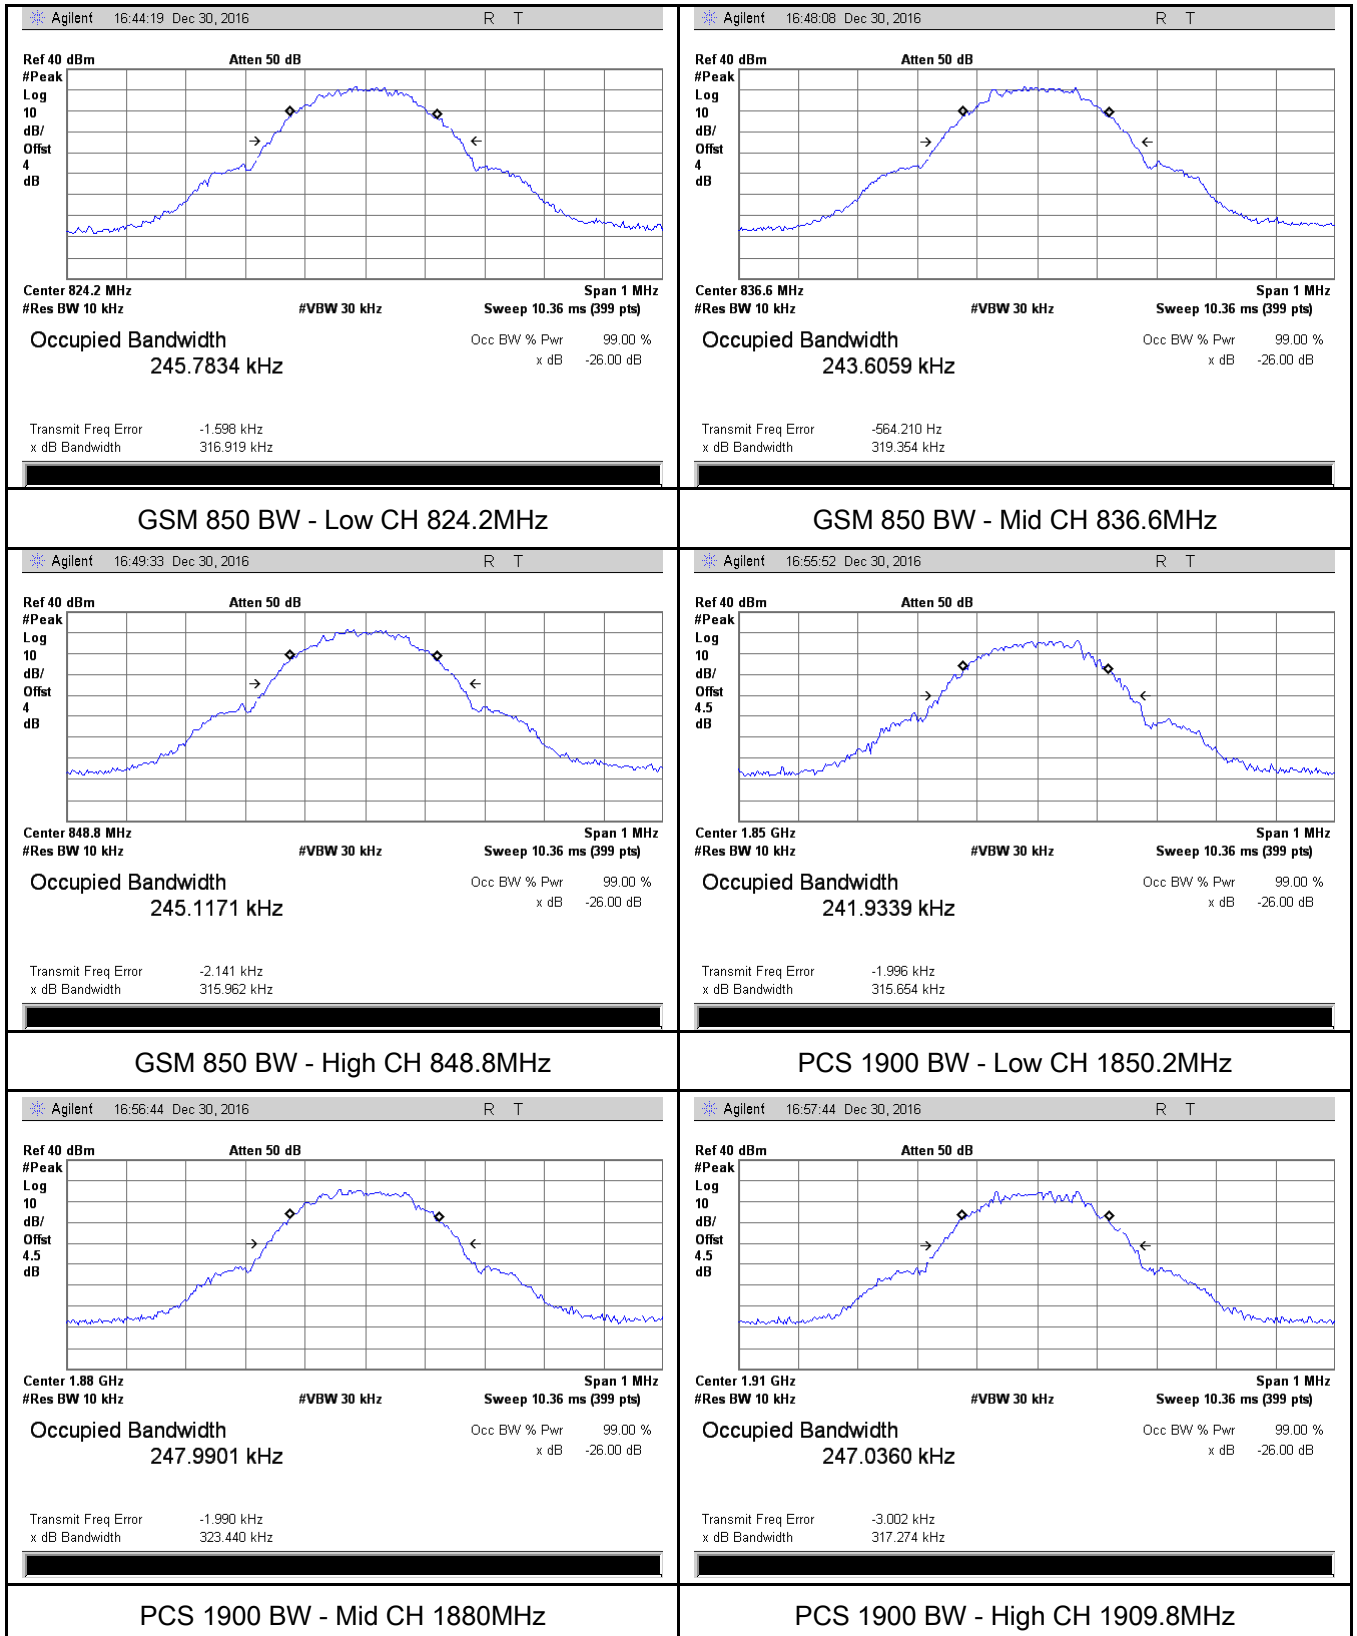 Agilent 16:44:19 Dec 30, 2016 R T
Ref 40 dBm Atten 50 dB
#Peak
Log
10
dB/
Offst
4
dB
Center 824.2 MHz Span 1 MHz
#Res BW 10 kHz #VBW 30 kHz Sweep 10.36 ms (399 pts)
Occupied Bandwidth Occ BW % Pwr 99.00 %
245.7834 kHz x dB -26.00 dB
Transmit Freq Error -1.598 kHz
x dB Bandwidth 316.919 kHz
GSM 850 BW - Low CH 824.2MHz
Agilent 16:48:08 Dec 30, 2016 R T
Ref 40 dBm Atten 50 dB
#Peak
Log
10
dB/
Offst
4
dB
Center 836.6 MHz Span 1 MHz
#Res BW 10 kHz #VBW 30 kHz Sweep 10.36 ms (399 pts)
Occupied Bandwidth Occ BW % Pwr 99.00 %
243.6059 kHz x dB -26.00 dB
Transmit Freq Error -564.210 Hz
x dB Bandwidth 319.354 kHz
GSM 850 BW - Mid CH 836.6MHz
Agilent 16:49:33 Dec 30, 2016 R T
Ref 40 dBm Atten 50 dB
#Peak
Log
10
dB/
Offst
4
dB
Center 848.8 MHz Span 1 MHz
#Res BW 10 kHz #VBW 30 kHz Sweep 10.36 ms (399 pts)
Occupied Bandwidth Occ BW % Pwr 99.00 %
245.1171 kHz x dB -26.00 dB
Transmit Freq Error -2.141 kHz
x dB Bandwidth 315.962 kHz
GSM 850 BW - High CH 848.8MHz
Agilent 16:55:52 Dec 30, 2016 R T
Ref 40 dBm Atten 50 dB
#Peak
Log
10
dB/
Offst
4.5
dB
Center 1.85 GHz Span 1 MHz
#Res BW 10 kHz #VBW 30 kHz Sweep 10.36 ms (399 pts)
Occupied Bandwidth Occ BW % Pwr 99.00 %
241.9339 kHz x dB -26.00 dB
Transmit Freq Error -1.996 kHz
x dB Bandwidth 315.654 kHz
PCS 1900 BW - Low CH 1850.2MHz
Agilent 16:56:44 Dec 30, 2016 R T
Ref 40 dBm Atten 50 dB
#Peak
Log
10
dB/
Offst
4.5
dB
Center 1.88 GHz Span 1 MHz
#Res BW 10 kHz #VBW 30 kHz Sweep 10.36 ms (399 pts)
Occupied Bandwidth Occ BW % Pwr 99.00 %
247.9901 kHz x dB -26.00 dB
Transmit Freq Error -1.990 kHz
x dB Bandwidth 323.440 kHz
PCS 1900 BW - Mid CH 1880MHz
Agilent 16:57:44 Dec 30, 2016 R T
Ref 40 dBm Atten 50 dB
#Peak
Log
10
dB/
Offst
4.5
dB
Center 1.91 GHz Span 1 MHz
#Res BW 10 kHz #VBW 30 kHz Sweep 10.36 ms (399 pts)
Occupied Bandwidth Occ BW % Pwr 99.00 %
247.0360 kHz x dB -26.00 dB
Transmit Freq Error -3.002 kHz
x dB Bandwidth 317.274 kHz
PCS 1900 BW - High CH 1909.8MHz